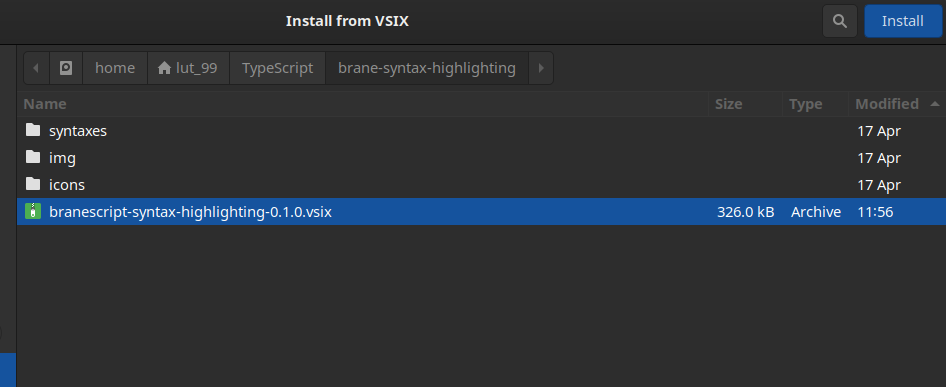 Install from VSIX
Install
home lut_99 TypeScript brane-syntax-highlighting
Name Size Type Modified
syntaxes 17 Apr
img 17 Apr
icons 17 Apr
branescript-syntax-highlighting-0.1.0.vsix 326.0 kB Archive 11:56